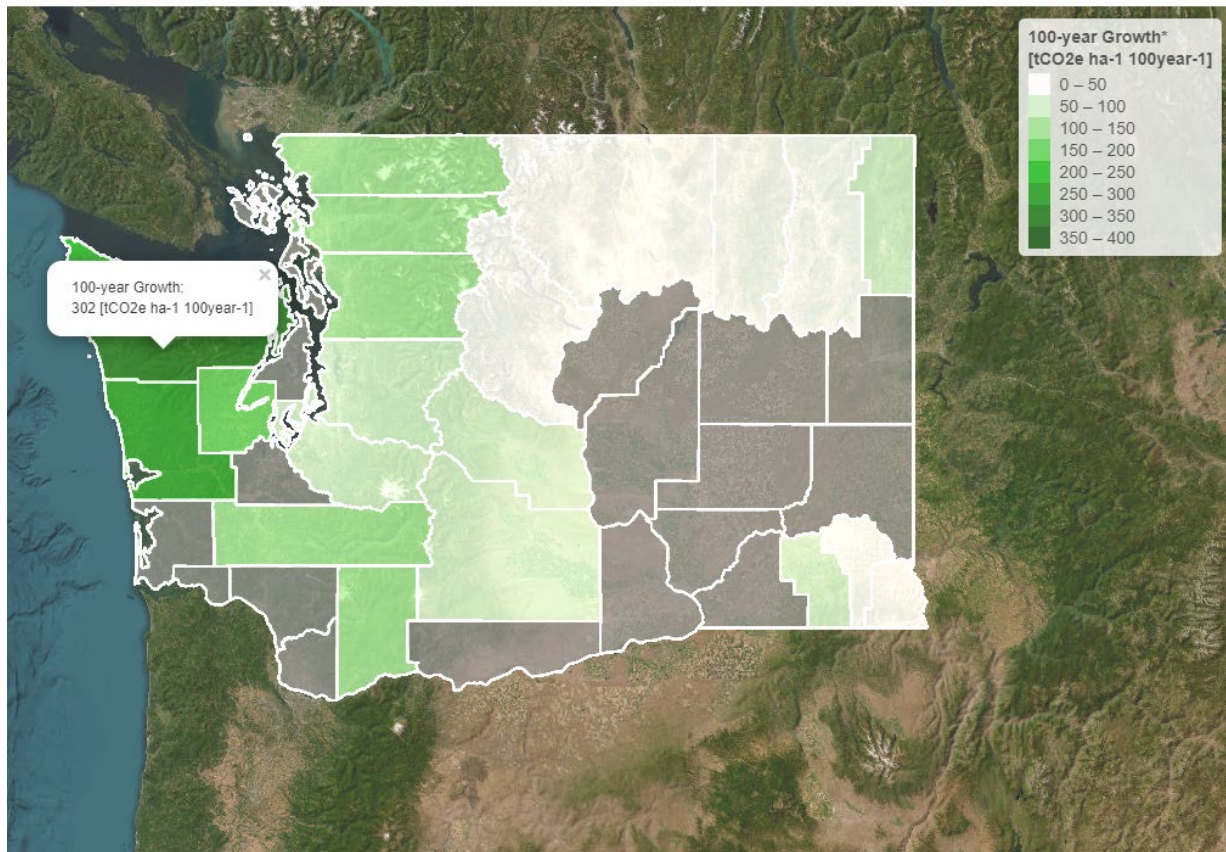 100-year Growth*
[tCO2e ha-1 100year-1]
0 – 50
50 – 100
100 – 150
150 – 200
200 – 250
250 – 300
300 – 350
350 – 400
×
100-year Growth:
302 [tCO2e ha-1 100year-1]